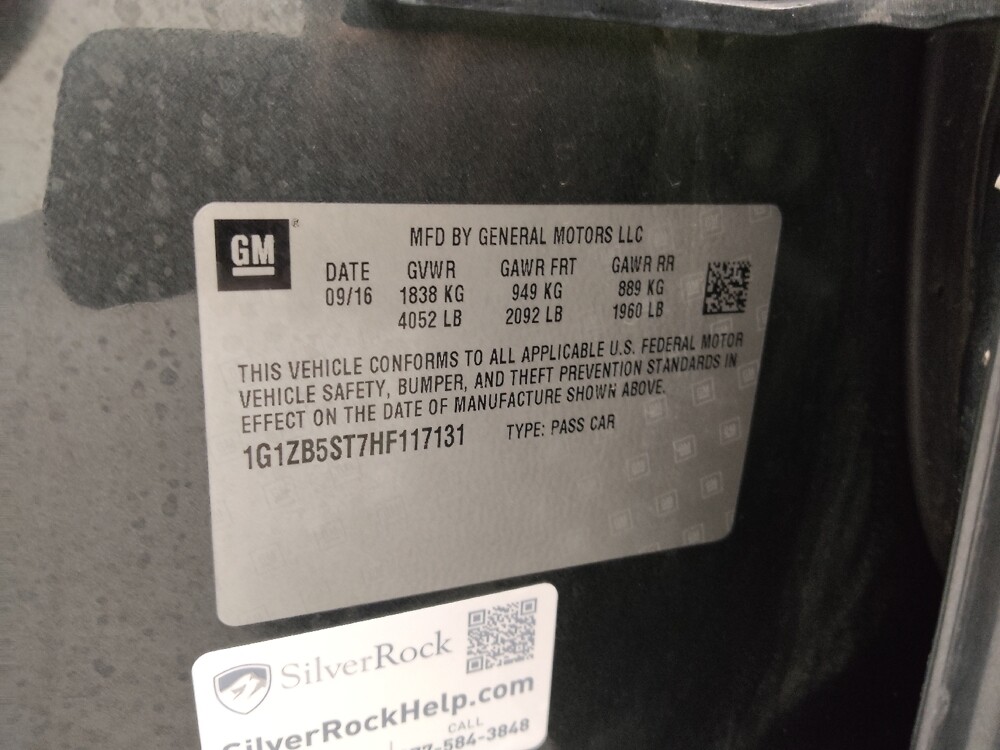 GM
MFD BY GENERAL MOTORS LLC
DATE GVWR GAWR FRT GAWR RR
09/16 1838 KG 949 KG 889 KG
4052 LB 2092 LB 1960 LB
THIS VEHICLE CONFORMS TO ALL APPLICABLE U.S. FEDERAL MOTOR
VEHICLE SAFETY, BUMPER, AND THEFT PREVENTION STANDARDS IN
EFFECT ON THE DATE OF MANUFACTURE SHOWN ABOVE.
1G1ZB5ST7HF117131 TYPE: PASS CAR
SilverRock
SilverRockHelp.com
CALL
77-584-3848